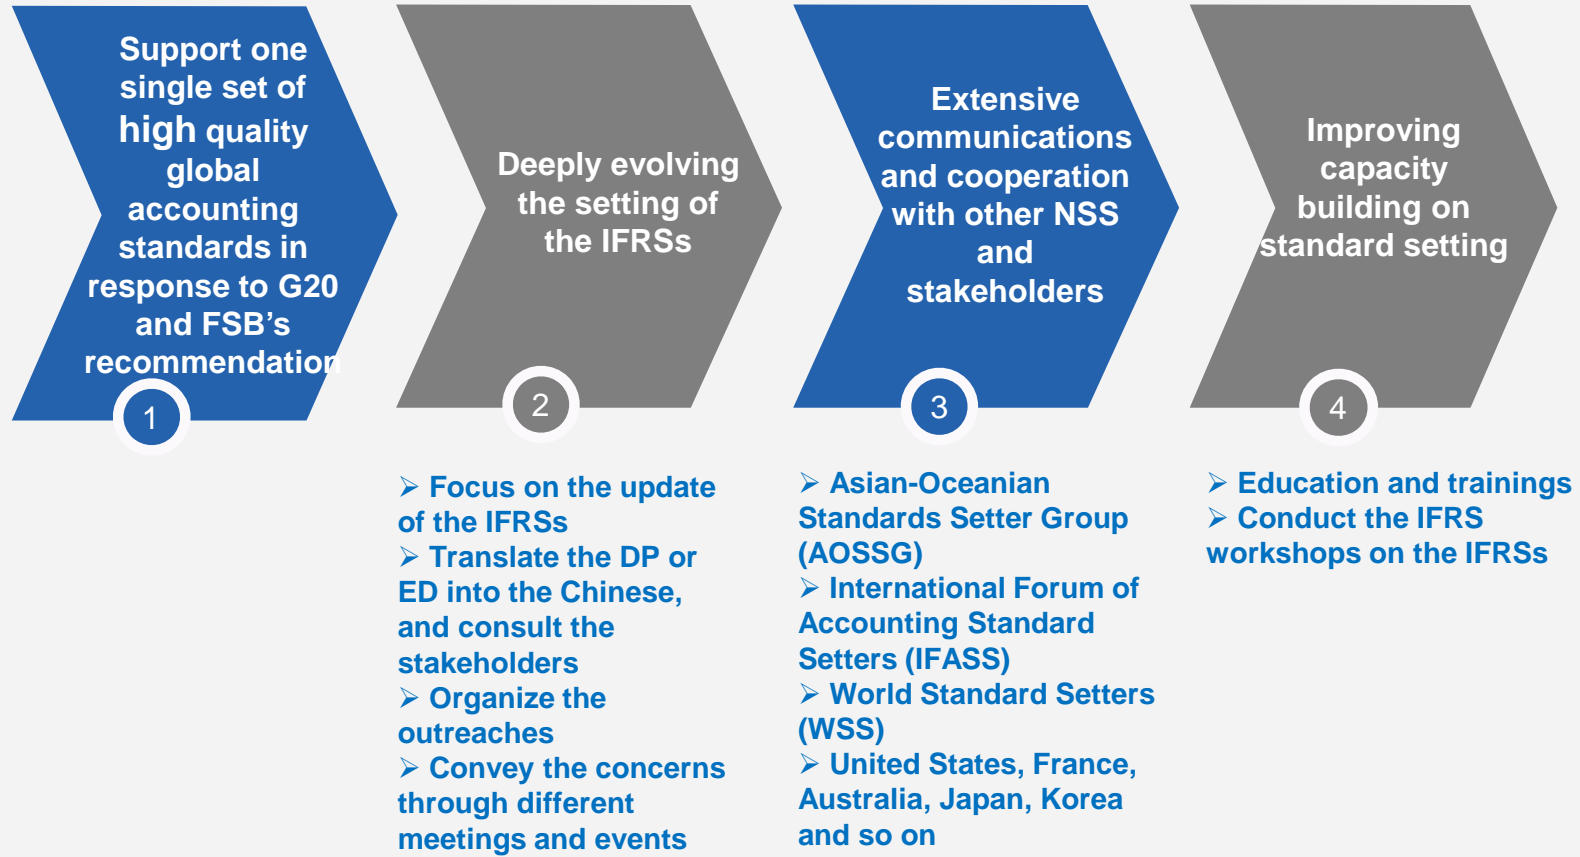 Support one
single set of
high quality
global
accounting
standards in
response to G20
and FSB’s
recommendation
1
Deeply evolving
the setting of
the IFRSs
2
Extensive
communications
and cooperation
with other NSS
and
stakeholders
3
Improving
capacity
building on
standard setting
4
➢ Focus on the update
of the IFRSs
➢ Translate the DP or
ED into the Chinese,
and consult the
stakeholders
➢ Organize the
outreaches
➢ Convey the concerns
through different
meetings and events
➢ Asian-Oceanian
Standards Setter Group
(AOSSG)
➢ International Forum of
Accounting Standard
Setters (IFASS)
➢ World Standard Setters
(WSS)
➢ United States, France,
Australia, Japan, Korea
and so on
➢ Education and trainings
➢ Conduct the IFRS
workshops on the IFRSs